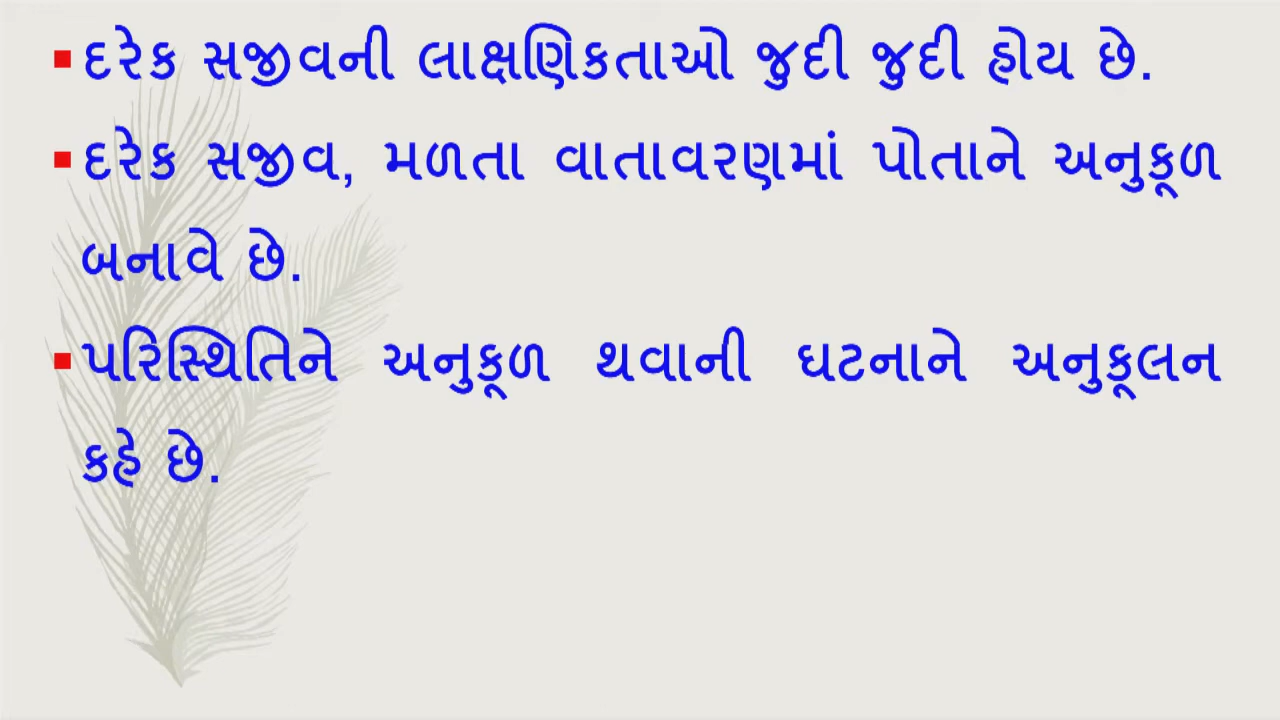 ▪દરેક સજીવની લાક્ષણિકતાઓ જુદી જુદી હોય છે.
▪દરેક સજીવ, મળતા વાતાવરણમાં પોતાને અનુકૂળ
બનાવે છે.
▪પરિસ્થિતિને અનુકૂળ થવાની ઘટનાને અનુકૂલન
કહે છે.